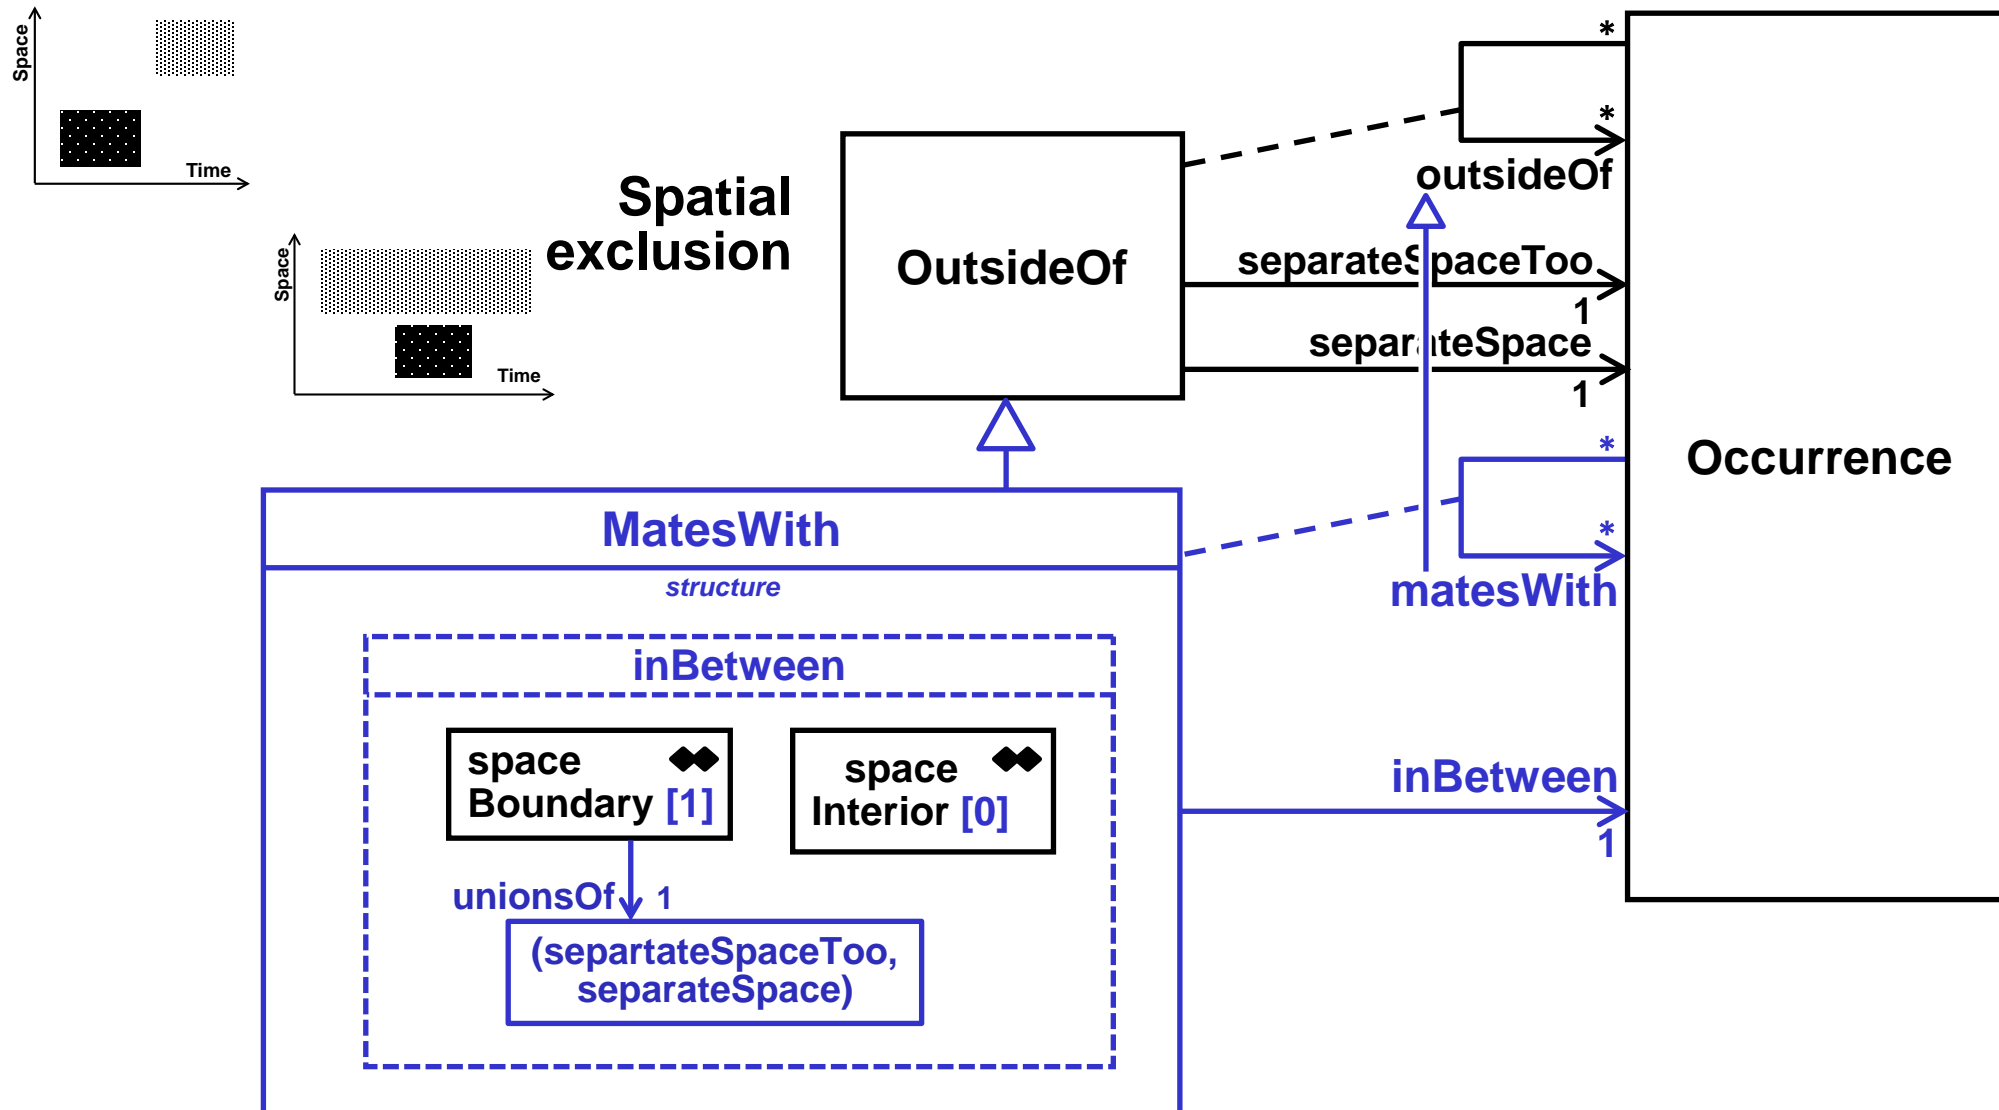 Space
Time
Space
Time
Spatial
exclusion
OutsideOf
*
*
outsideOf
separateSpaceToo
1
separateSpace
1
Occurrence
*
*
matesWith
MatesWith
structure
inBetween
space
Boundary [1]
space
Interior [0]
unionsOf 1
(separtateSpaceToo,
separateSpace)
inBetween
1